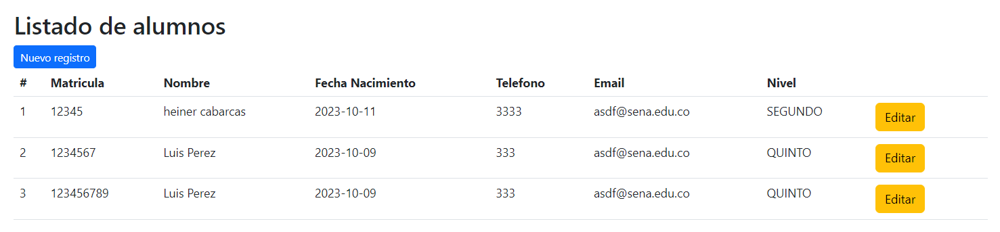 Listado de alumnos
Nuevo registro
# Matricula Nombre Fecha Nacimiento Telefono Email Nivel
1 12345 heiner cabarcas 2023-10-11 3333 asdf@sena.edu.co SEGUNDO Editar
2 1234567 Luis Perez 2023-10-09 333 asdf@sena.edu.co QUINTO Editar
3 123456789 Luis Perez 2023-10-09 333 asdf@sena.edu.co QUINTO Editar